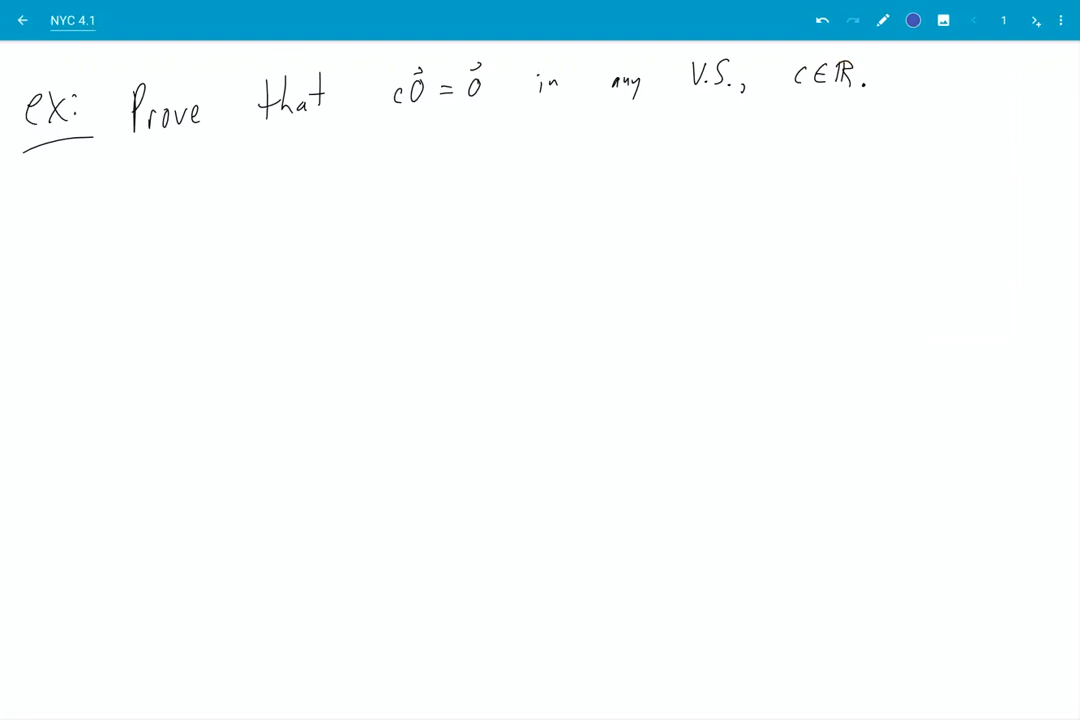 NYC 4.1
1
ex: Prove that c0⃗ = 0⃗ in any V.S., c∈ℝ.